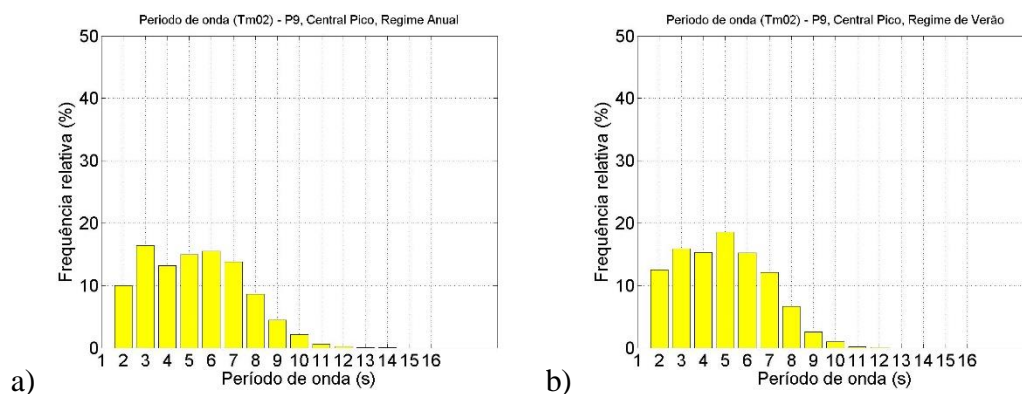 Periodo de onda (Tm02) - P9, Central Pico, Regime Anual
50
40
30
20
10
0
Frequência relativa (%)
1 2 3 4 5 6 7 8 9 10 11 12 13 14 15 16
Período de onda (s)
a)
Periodo de onda (Tm02) - P9, Central Pico, Regime de Verão
50
40
30
20
10
0
Frequência relativa (%)
1 2 3 4 5 6 7 8 9 10 11 12 13 14 15 16
Período de onda (s)
b)